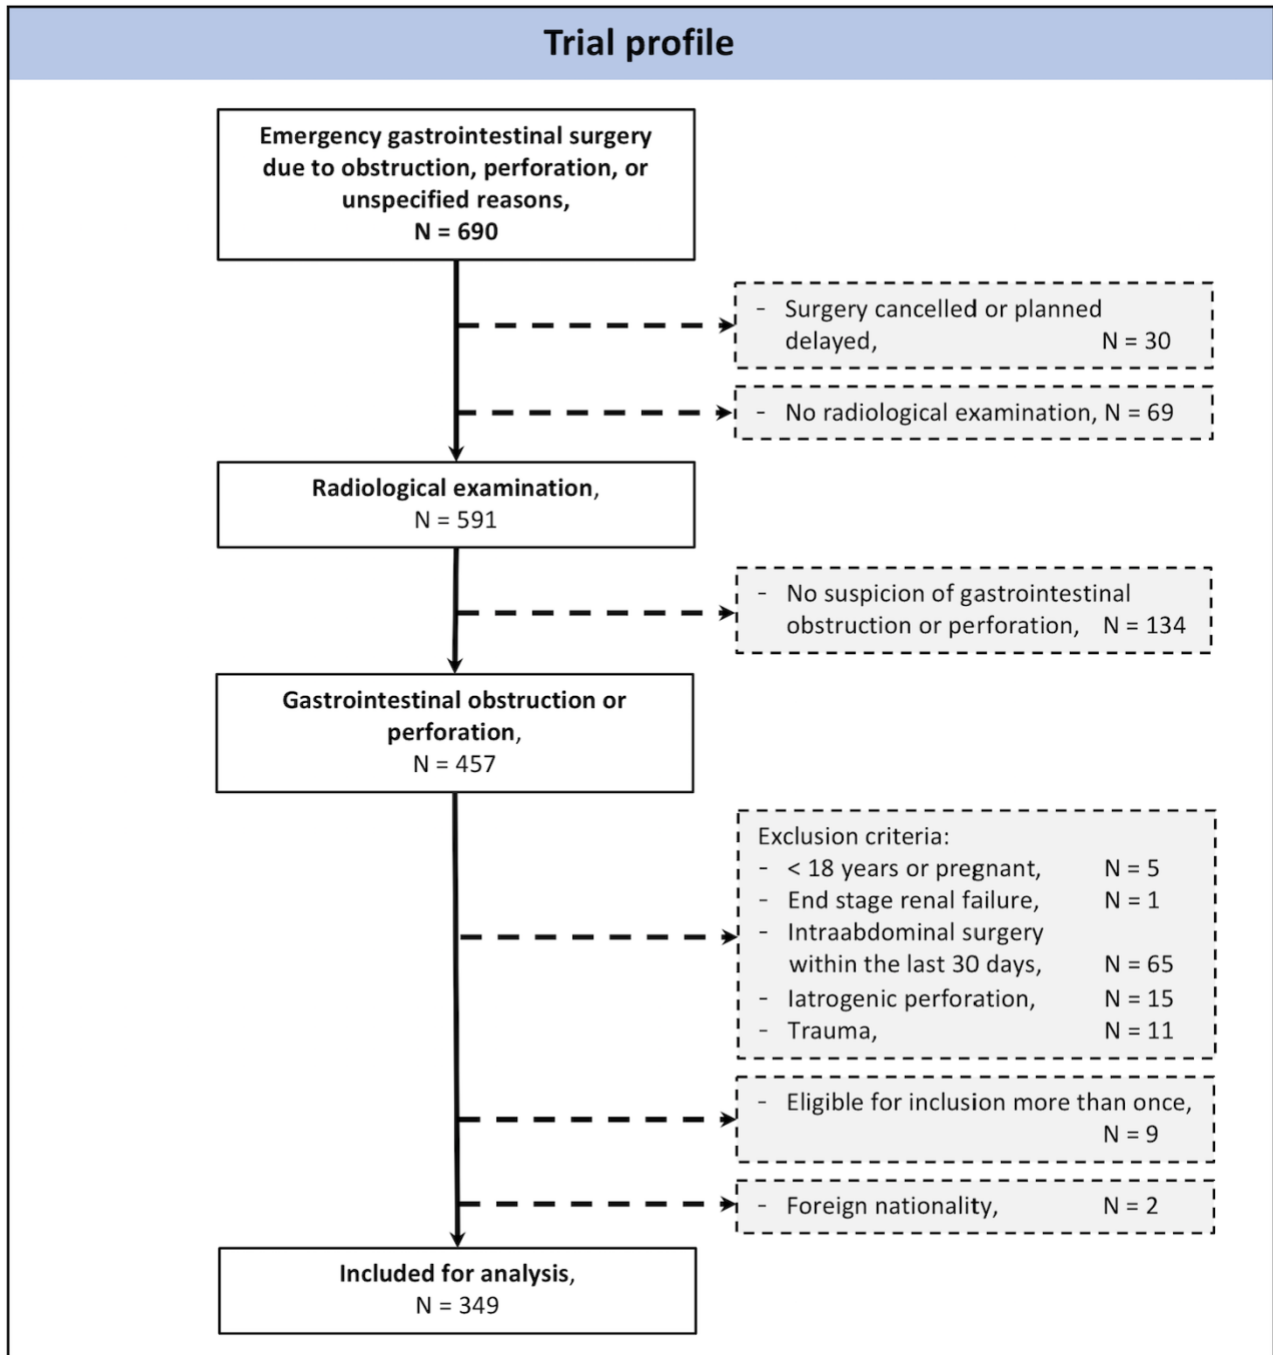 Trial profile
Emergency gastrointestinal surgery
due to obstruction, perforation, or
unspecified reasons,
N = 690
- Surgery cancelled or planned
delayed, N = 30
- No radiological examination, N = 69
Radiological examination,
N = 591
- No suspicion of gastrointestinal
obstruction or perforation, N = 134
Gastrointestinal obstruction or
perforation,
N = 457
Exclusion criteria:
- < 18 years or pregnant, N = 5
- End stage renal failure, N = 1
- Intraabdominal surgery
within the last 30 days, N = 65
- Iatrogenic perforation, N = 15
- Trauma, N = 11
- Eligible for inclusion more than once,
N = 9
- Foreign nationality, N = 2
Included for analysis,
N = 349